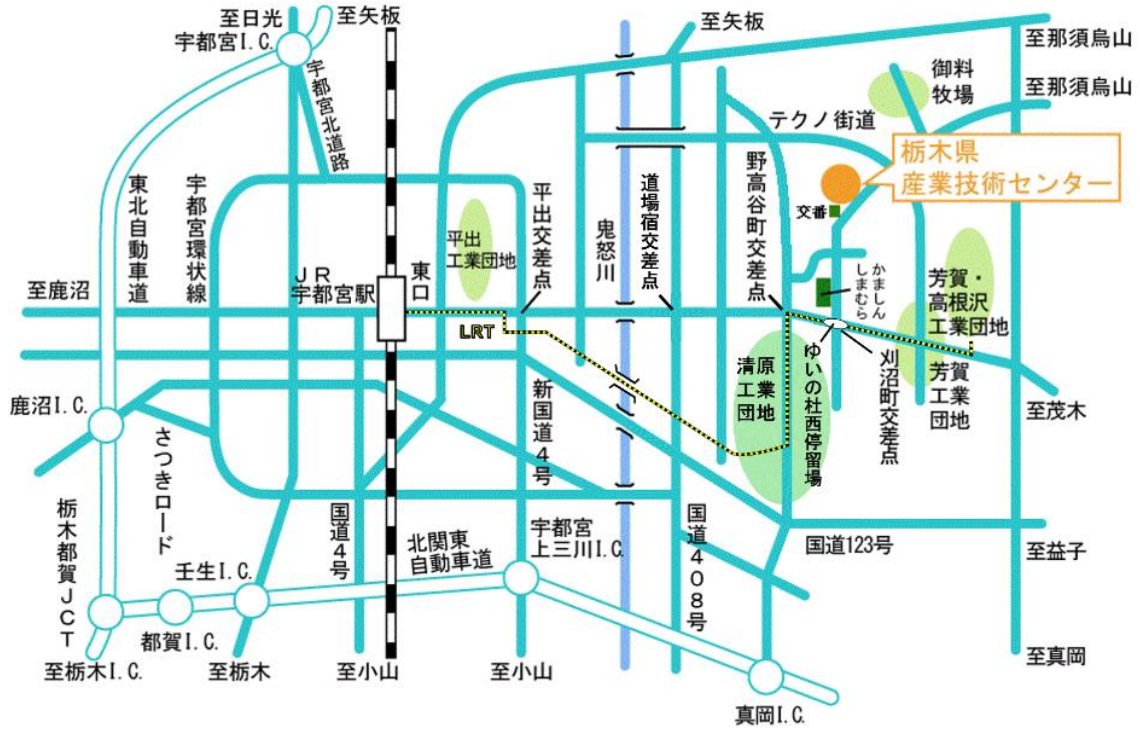 至日光
至矢板
宇都宮I.C.
至矢板
至那須烏山
宇都宮北道路
御料
牧場
至那須烏山
テクノ街道
栃木県
産業技術センター
東北自動車道
宇都宮環状線
平出交差点
鬼怒川
道場宿交差点
野高谷町交差点
交番
平出
工業団地
東口
JR
宇都宮駅
至鹿沼
かましん
しまむら
芳賀・
高根沢
工業団地
LRT
清原
工業
団地
ゆいの杜西停留場
刈沼町交差点
芳賀
工業
団地
至茂木
鹿沼I.C.
さつきロード
新国道4号
栃木都賀JCT
国道4号
北関東
自動車道
宇都宮
上三川I.C.
国道408号
国道123号
至益子
壬生I.C.
都賀I.C.
至栃木I.C.
至栃木
至小山
至小山
至真岡
真岡I.C.